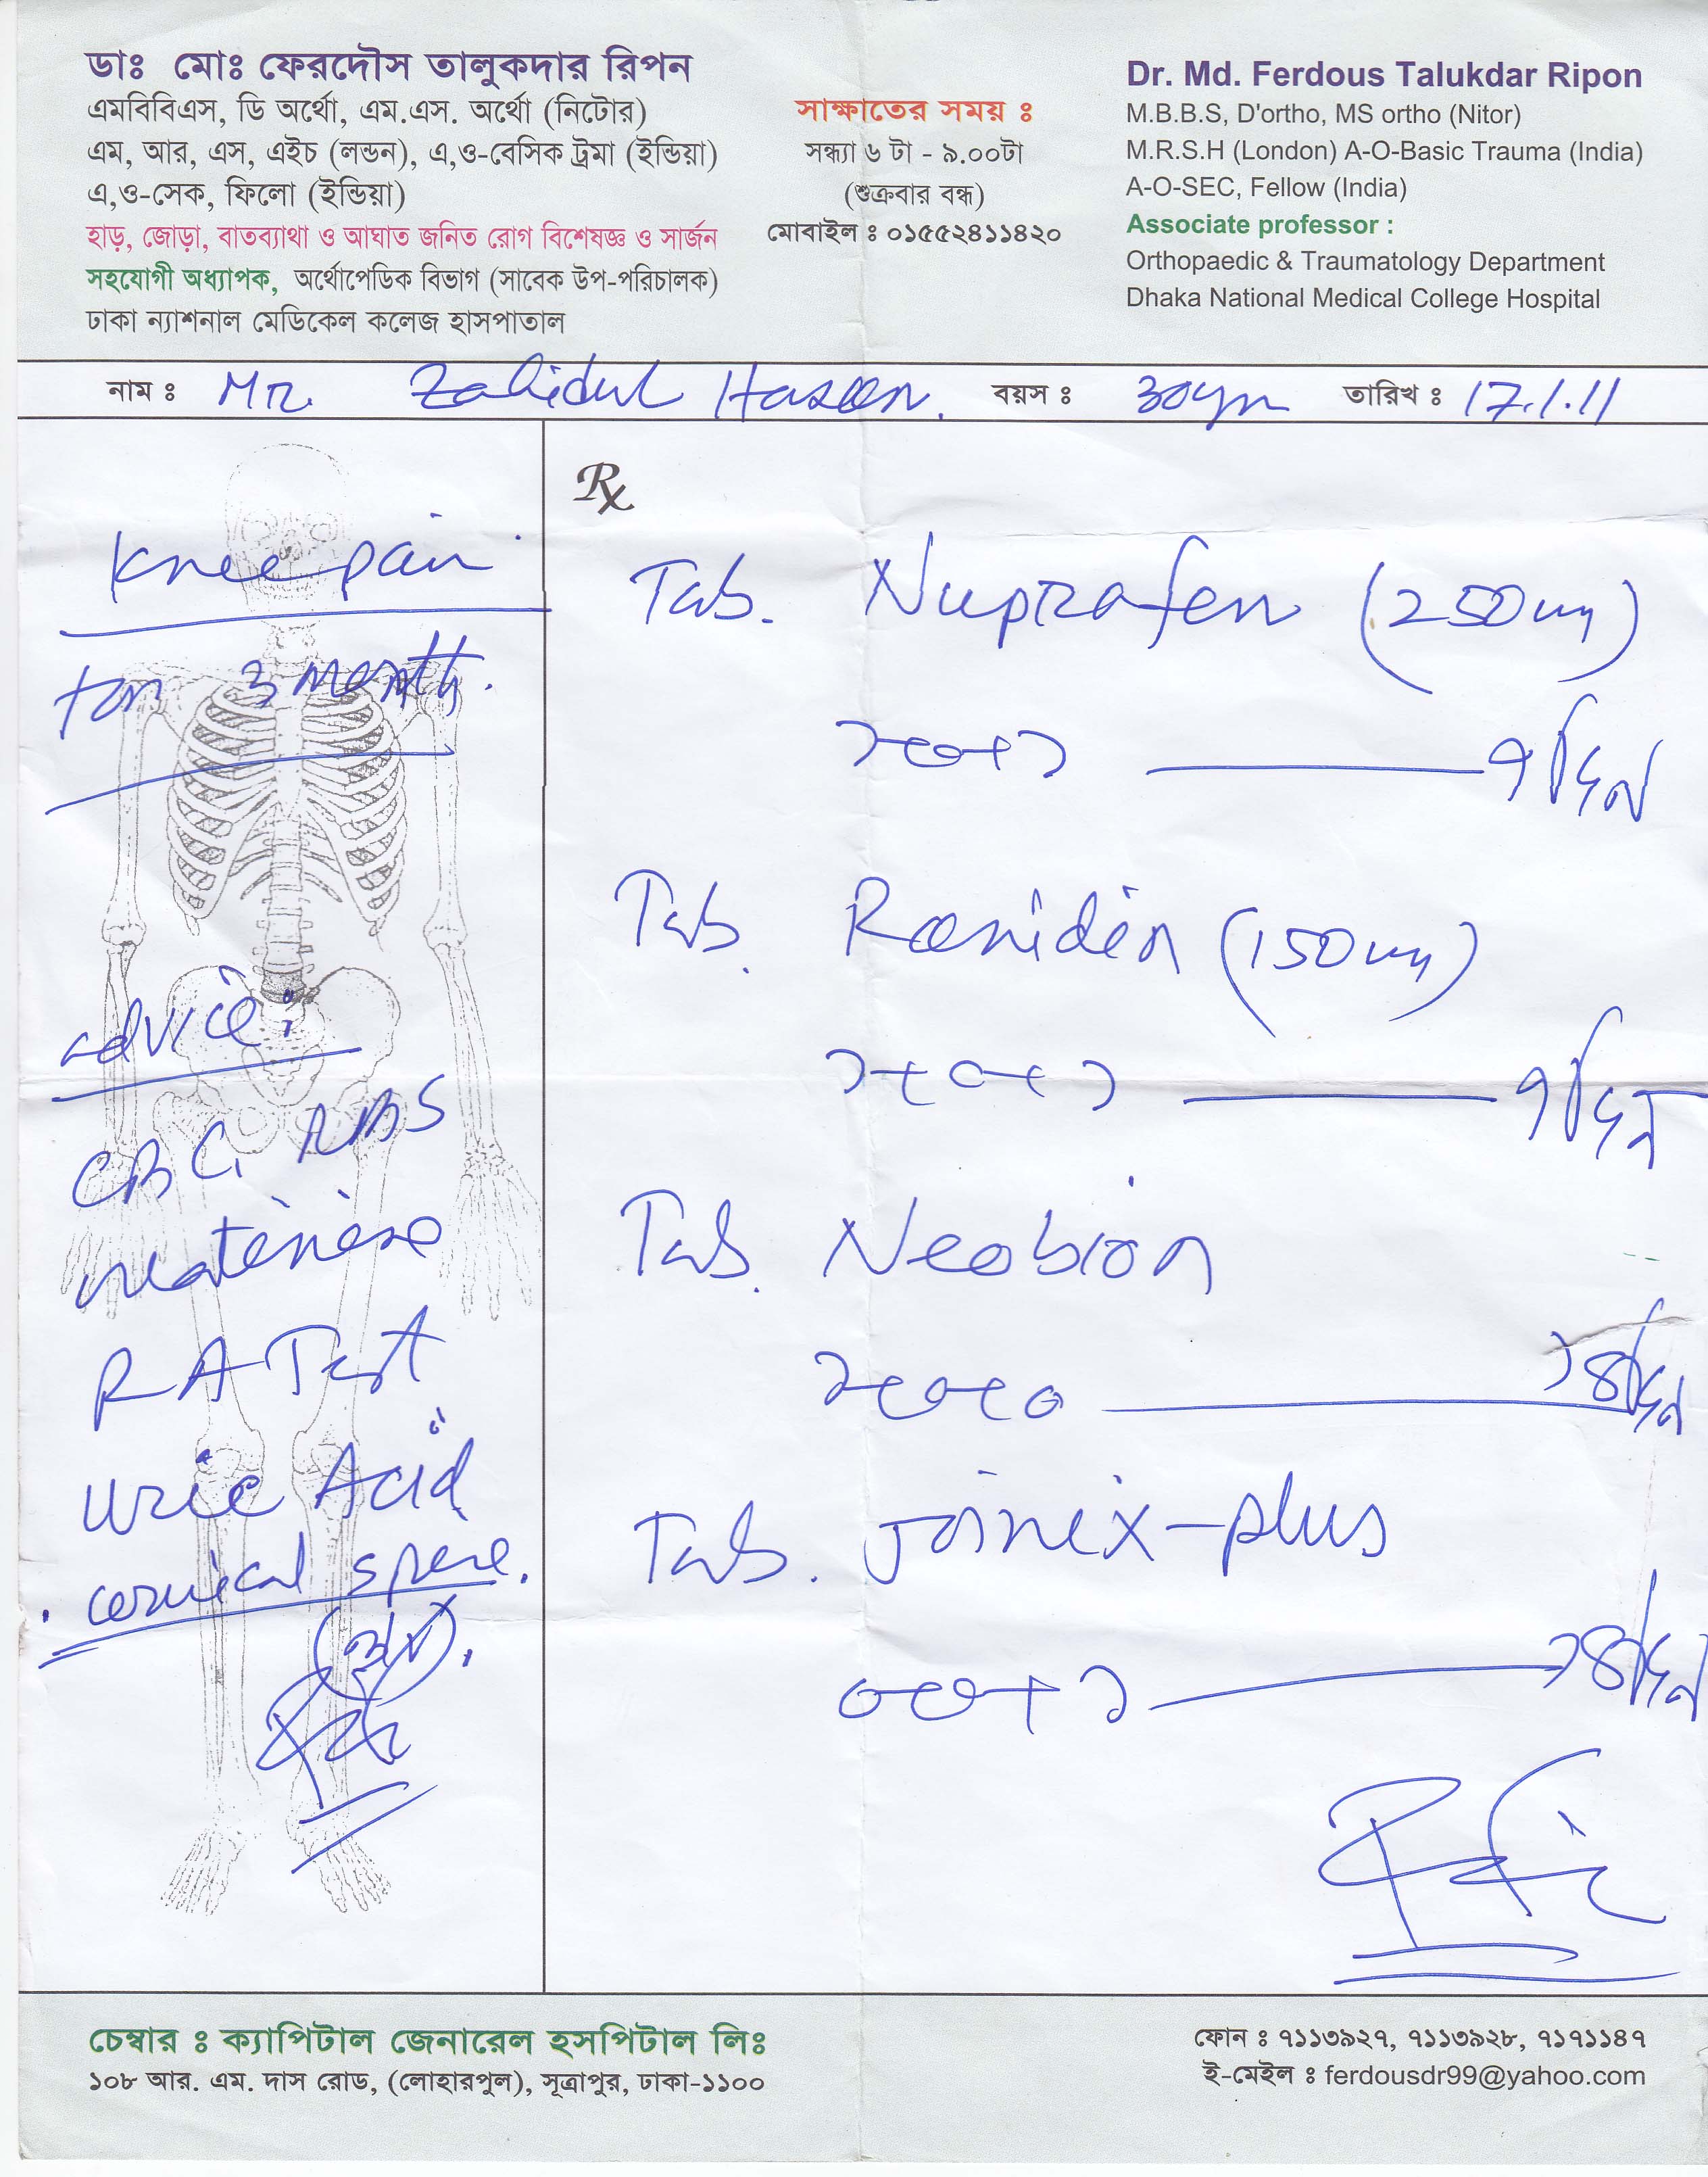 ডাঃ মোঃ ফেরদৌস তালুকদার রিপন
এমবিবিএস, ডি অর্থো, এম.এস. অর্থো (নিটোর)
এম, আর, এস, এইচ (লন্ডন), এ,ও-বেসিক ট্রমা (ইন্ডিয়া)
এ,ও-সেক, ফিলো (ইন্ডিয়া)
হাড়, জোড়া, বাতব্যাথা ও আঘাত জনিত রোগ বিশেষজ্ঞ ও সার্জন
সহযোগী অধ্যাপক, অর্থোপেডিক বিভাগ (সাবেক উপ-পরিচালক)
ঢাকা ন্যাশনাল মেডিকেল কলেজ হাসপাতাল
সাক্ষাতের সময় ঃ
সন্ধ্যা ৬ টা - ৯.০০টা
(শুক্রবার বন্ধ)
মোবাইল ঃ ০১৫৫২৪১১৪২০
Dr. Md. Ferdous Talukdar Ripon
M.B.B.S, D'ortho, MS ortho (Nitor)
M.R.S.H (London) A-O-Basic Trauma (India)
A-O-SEC, Fellow (India)
Associate professor :
Orthopaedic & Traumatology Department
Dhaka National Medical College Hospital
নাম ঃ Mr. Zahidul Hasan. বয়স ঃ 30yrs তারিখ ঃ 17.1.11
Knee pain
for 3 month.
advice:
CBC, RBS
RA Test
Uric Acid
cervical spine.
Rx
Tab. Nuprafen (250mg)
১+০+১ ——— ৭ দিন
Tab. Ranidin (150mg)
১+০+১ ——— ৭ দিন
Tab. Neobion
১+০+০ ——— ১৪ দিন
Tab. Joinix-plus
০+০+১ ——— ১৪ দিন
চেম্বার ঃ ক্যাপিটাল জেনারেল হসপিটাল লিঃ
১০৮ আর. এম. দাস রোড, (লোহারপুল), সূত্রাপুর, ঢাকা-১১০০
ফোন ঃ ৭১১৩৯২৭, ৭১১৩৯২৮, ৭১৭১১৪৭
ই-মেইল ঃ ferdousdr99@yahoo.com